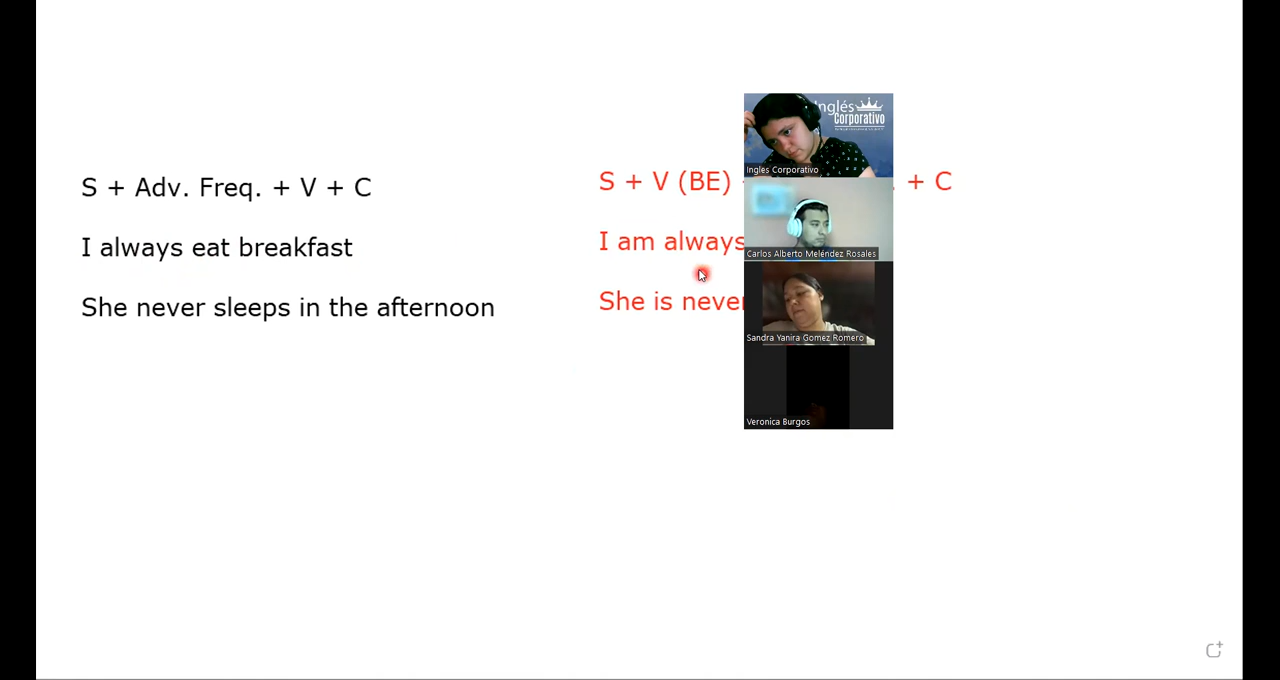 S + Adv. Freq. + V + C
I always eat breakfast
She never sleeps in the afternoon
S + V (BE) + C
I am always
She is never
Inglés
Corporativo
Ingles Corporativo
Carlos Alberto Meléndez Rosales
Sandra Yanira Gomez Romero
Veronica Burgos